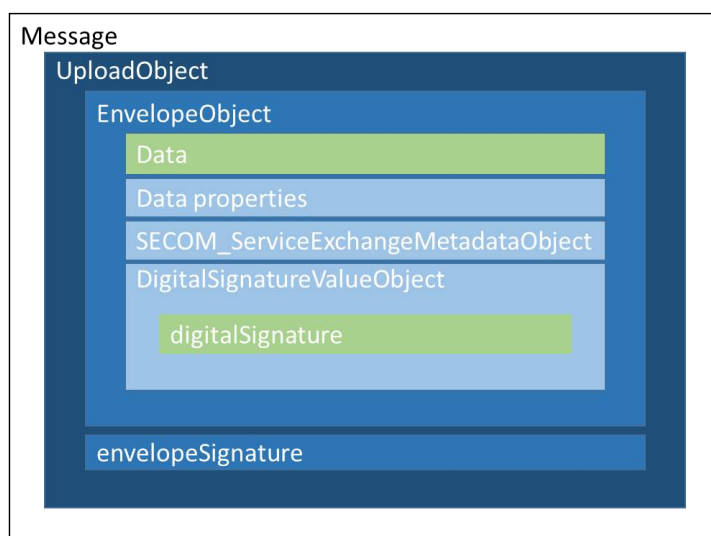 Message
UploadObject
EnvelopeObject
Data
Data properties
SECOM_ServiceExchangeMetadataObject
DigitalSignatureValueObject
digitalSignature
envelopeSignature